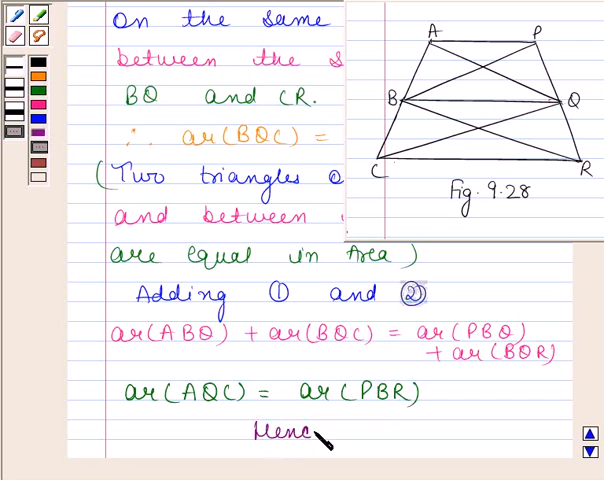 On the same
between the s
BQ and CR.
∴ ar(BQC) =
(Two triangles o
and between
are equal in Area)
Adding ① and ②
ar(ABQ) + ar(BQC) = ar(PBQ)
+ ar(BQR)
ar(AQC) = ar(PBR)
Henc
A P
B Q
C R
Fig. 9.28